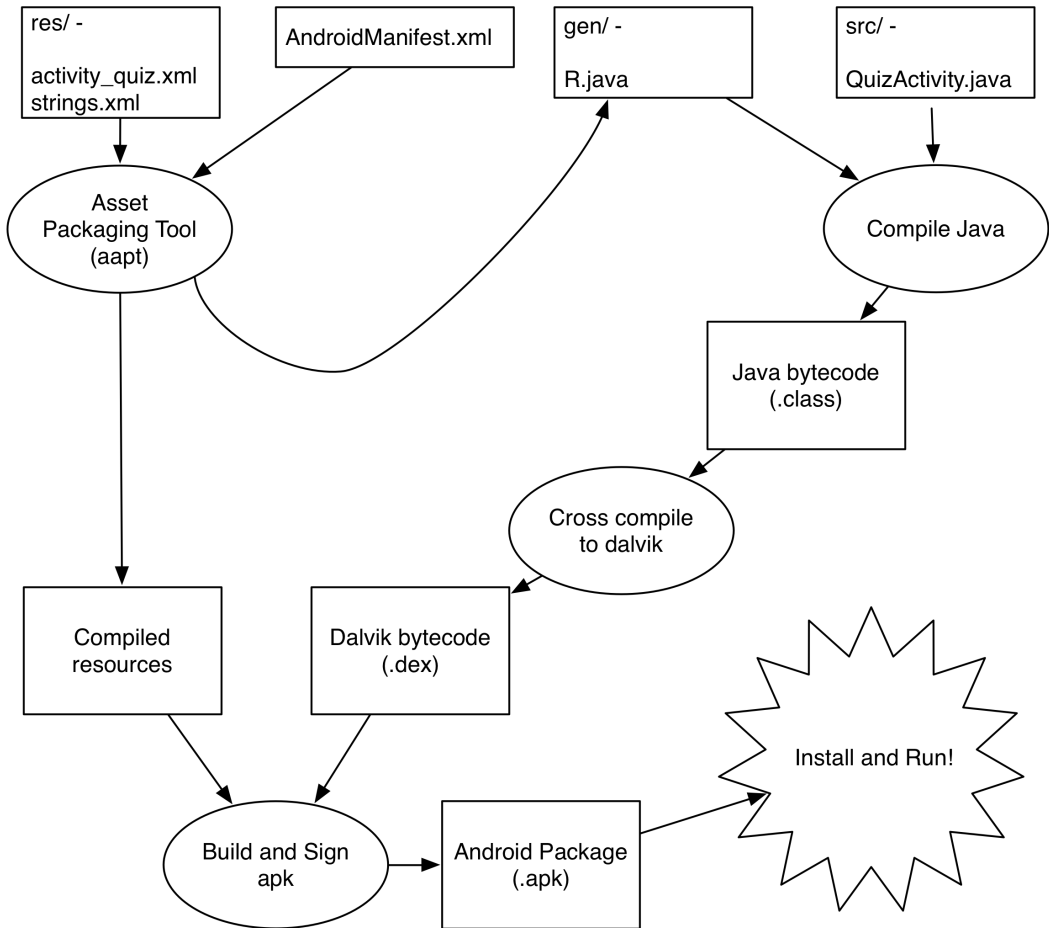 res/ -
activity_quiz.xml
strings.xml
AndroidManifest.xml
gen/ -
R.java
src/ -
QuizActivity.java
Asset
Packaging Tool
(aapt)
Compile Java
Java bytecode
(.class)
Cross compile
to dalvik
Compiled
resources
Dalvik bytecode
(.dex)
Install and Run!
Build and Sign
apk
Android Package
(.apk)